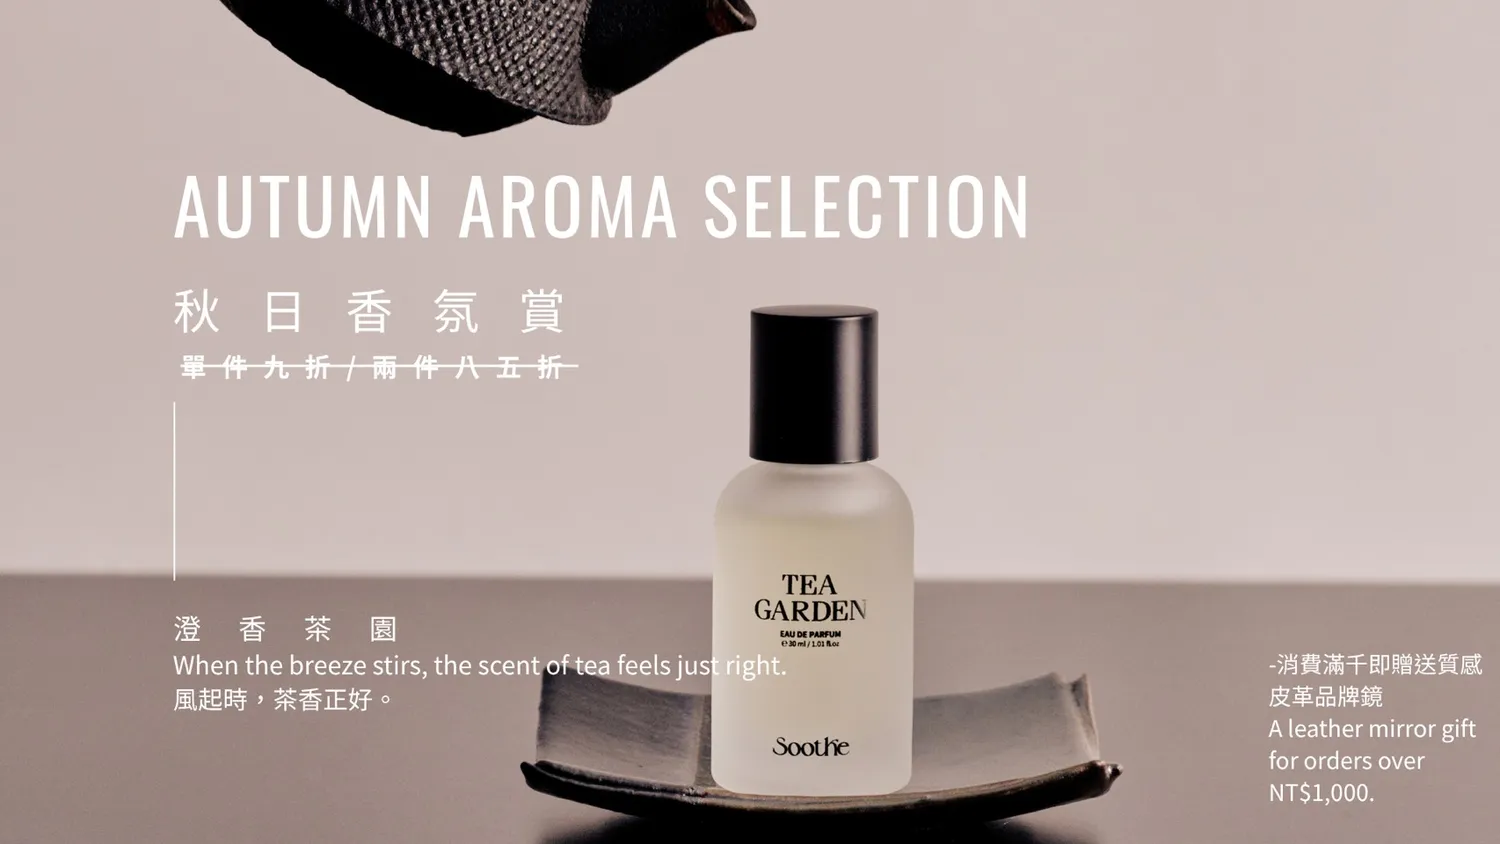 AUTUMN AROMA SELECTION
秋日香氛賞
單件九折/兩件八五折
澄香茶園
When the breeze stirs, the scent of tea feels just right.
風起時，茶香正好。
TEA
GARDEN
EAU DE PARFUM
℮ 30 ml / 1.01 fl.oz
Soothe
-消費滿千即贈送質感
皮革品牌鏡
A leather mirror gift
for orders over
NT$1,000.